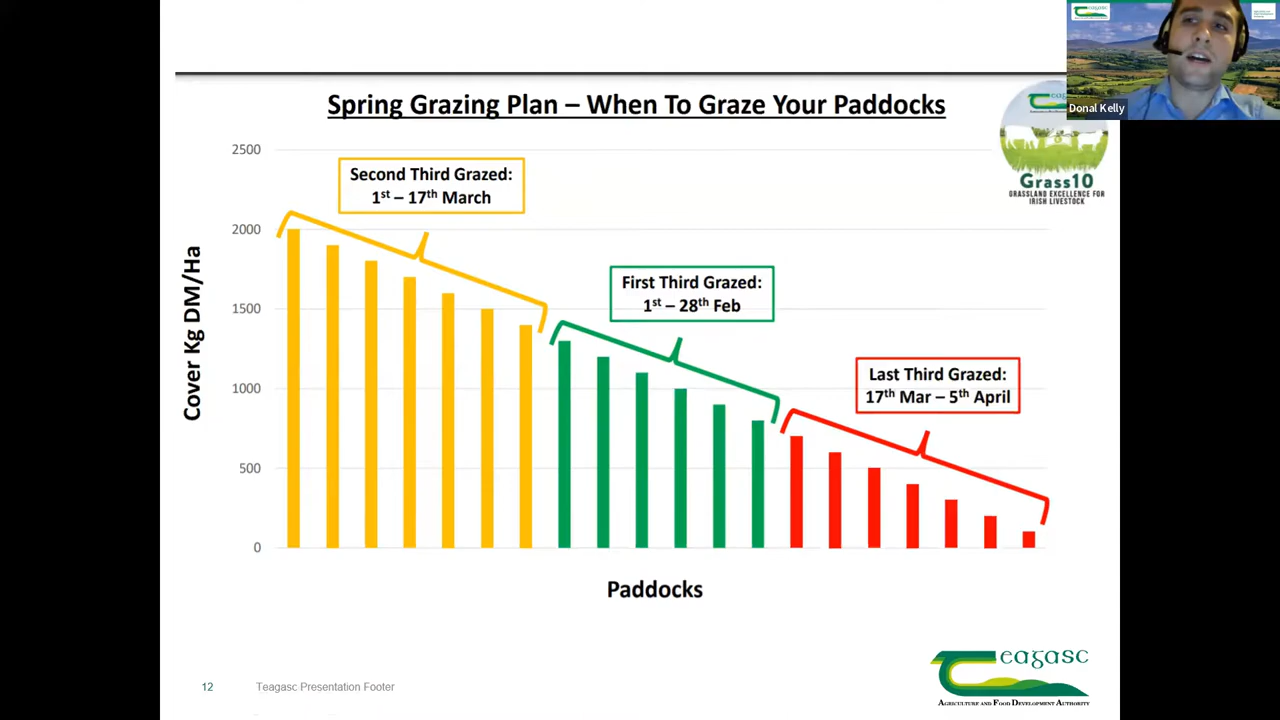 Spring Grazing Plan – When To Graze Your Paddocks
Donal Kelly
Teagasc
Grass10
GRASSLAND EXCELLENCE FOR
IRISH LIVESTOCK
Cover Kg DM/Ha
2500
2000
1500
1000
500
0
Second Third Grazed:
1st – 17th March
First Third Grazed:
1st – 28th Feb
Last Third Grazed:
17th Mar – 5th April
Paddocks
12
Teagasc Presentation Footer
Teagasc
AGRICULTURE AND FOOD DEVELOPMENT AUTHORITY